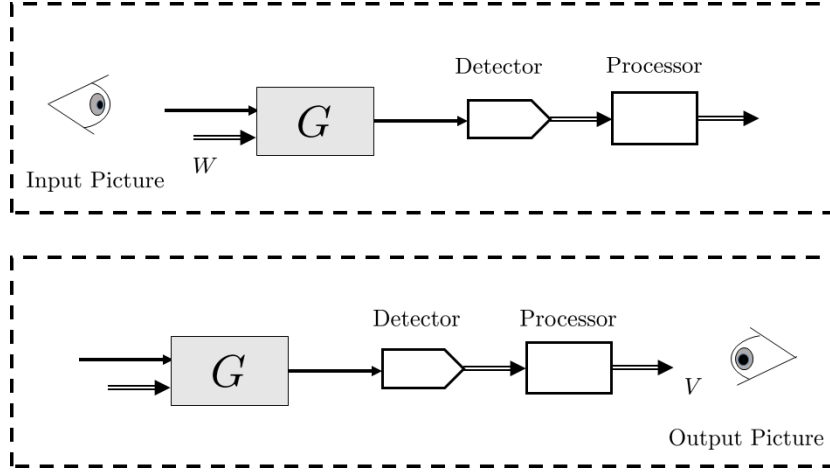 Detector Processor
G
W
Input Picture
Detector Processor
G
V
Output Picture